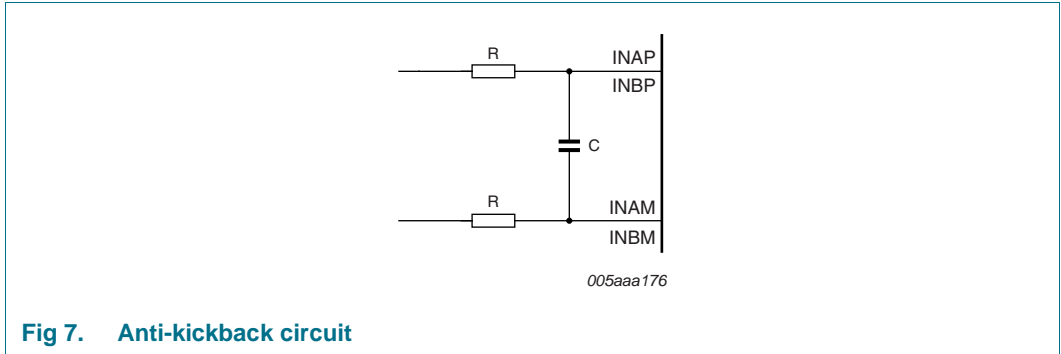 R
INAP
INBP
C
R
INAM
INBM
005aaa176
Fig 7. Anti-kickback circuit